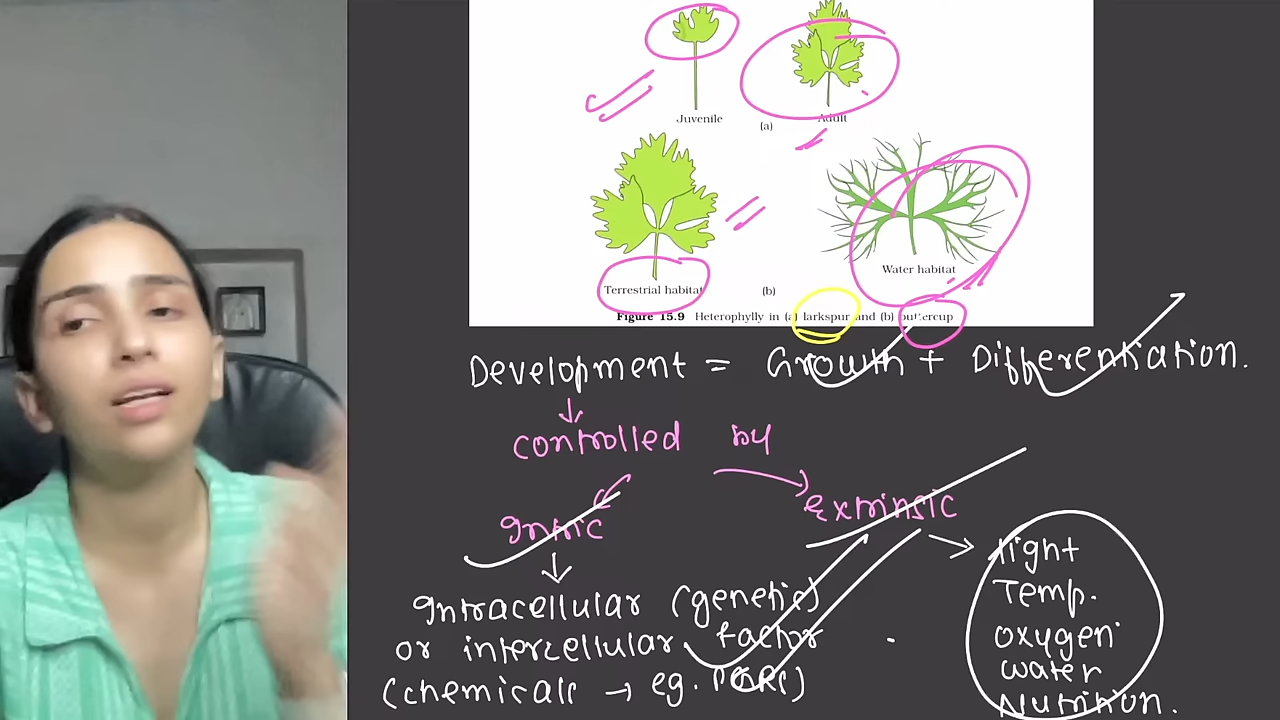 Juvenile
(a)
Adult
Terrestrial habitat
(b)
Water habitat
Figure 15.9 Heterophylly in (a) larkspur and (b) buttercup
Development = Growth + Differentiation.
controlled by
extrinsic
light
Temp.
oxygen
water
Nutrition.
Intracellular (genetic)
or intercellular factor
(chemicals → eg. PGRs)